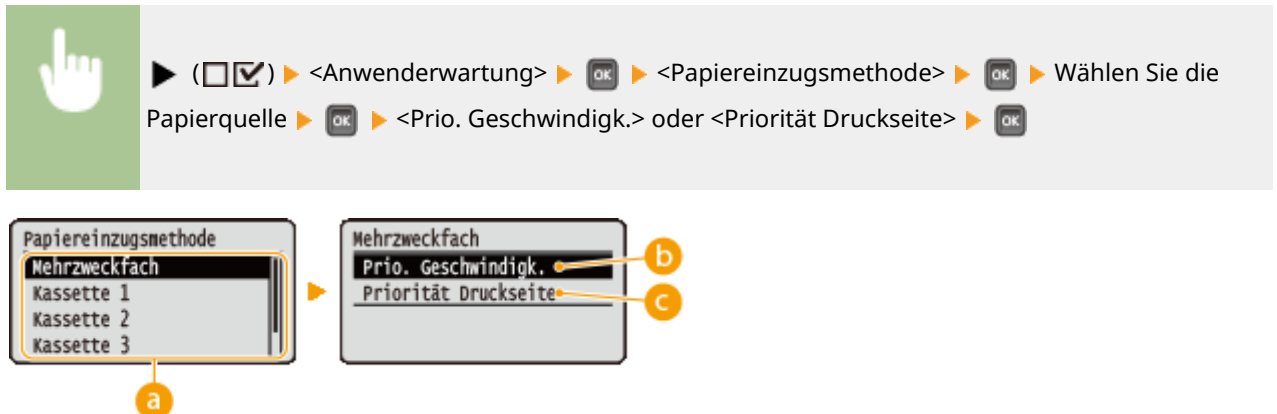 ▶ (☐☑) ▶ <Anwenderwartung> ▶ OK ▶ <Papiereinzugsmethode> ▶ OK ▶ Wählen Sie die
Papierquelle ▶ OK ▶ <Prio. Geschwindigk.> oder <Priorität Druckseite> ▶ OK
Papiereinzugsmethode
Mehrzweckfach
Kassette 1
Kassette 2
Kassette 3
a
Mehrzweckfach
Prio. Geschwindigk.
Priorität Druckseite
b
c